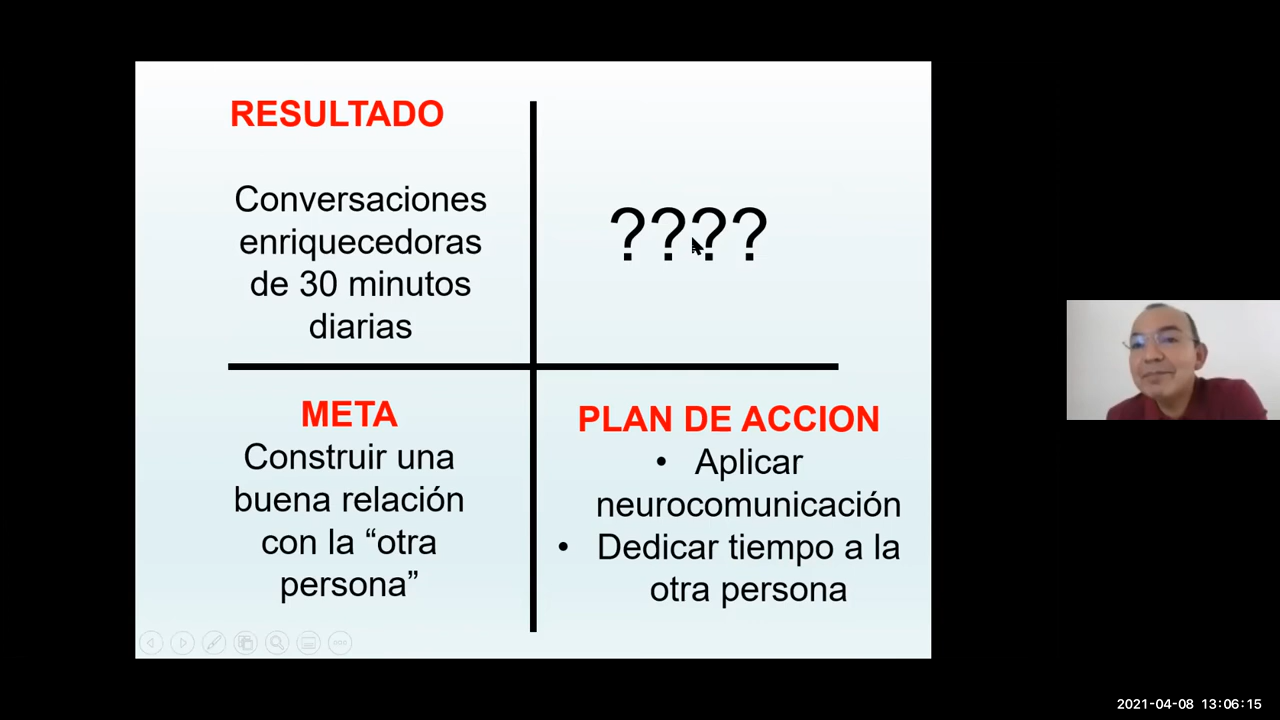 RESULTADO
Conversaciones
enriquecedoras
de 30 minutos
diarias
????
META
Construir una
buena relación
con la “otra
persona”
PLAN DE ACCION
• Aplicar
neurocomunicación
• Dedicar tiempo a la
otra persona
2021-04-08 13:06:15